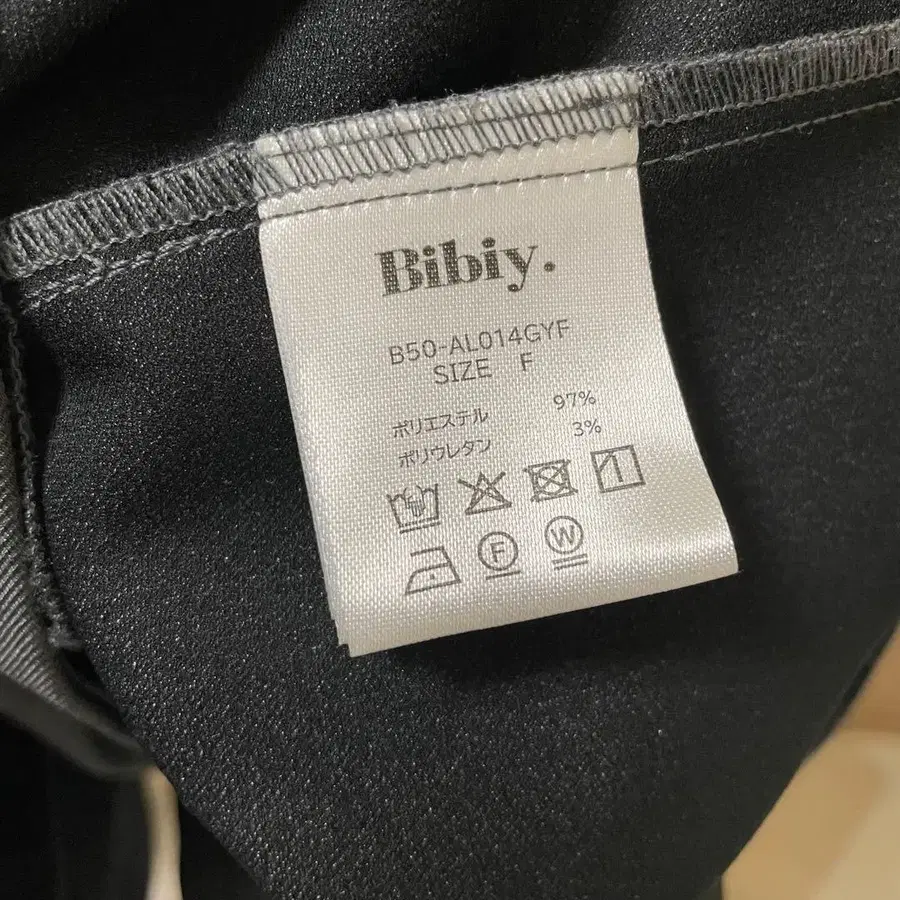 Bibiy.
B50-AL014GYF
SIZE F
ポリエステル 97%
ポリウレタン 3%
F W